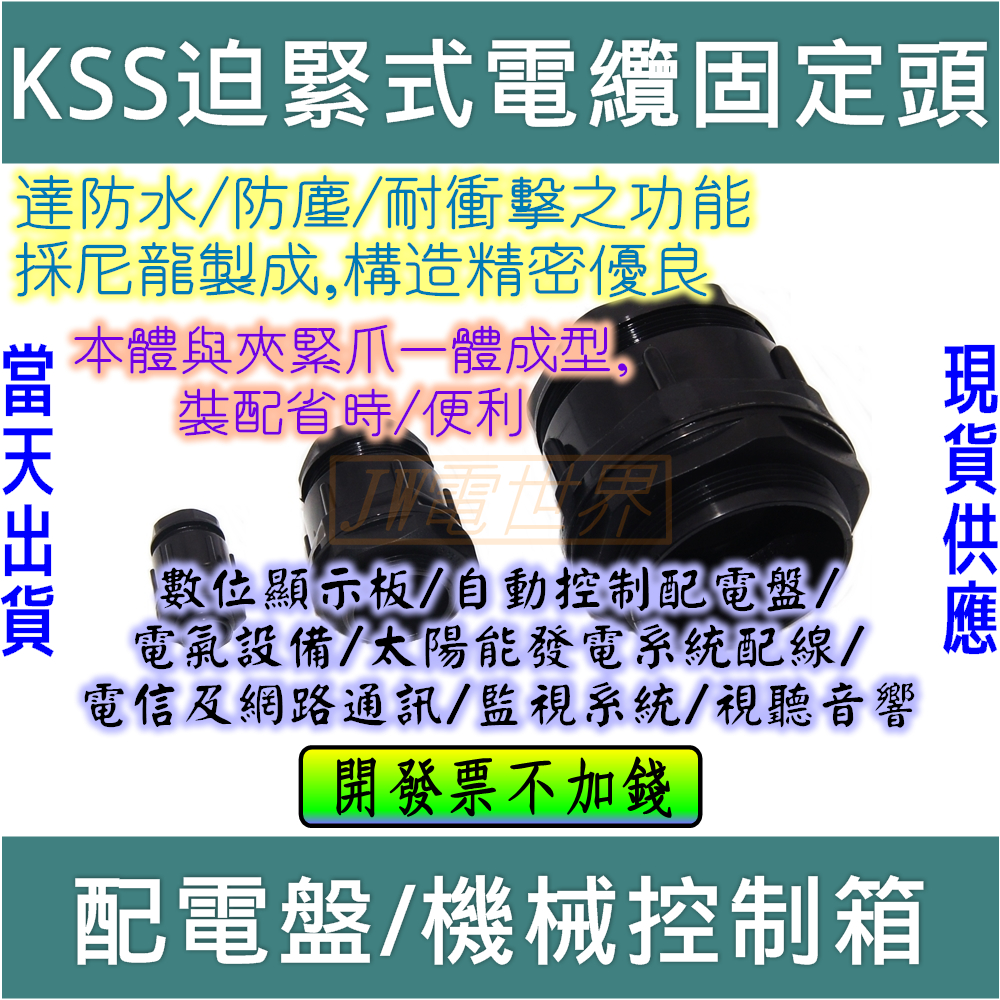 KSS迫緊式電纜固定頭
達防水/防塵/耐衝擊之功能
採尼龍製成,構造精密優良
本體與夾緊爪一體成型,
裝配省時/便利
當天出貨
現貨供應
JW電世界
數位顯示板/自動控制配電盤/
電氣設備/太陽能發電系統配線/
電信及網路通訊/監視系統/視聽音響
開發票不加錢
配電盤/機械控制箱